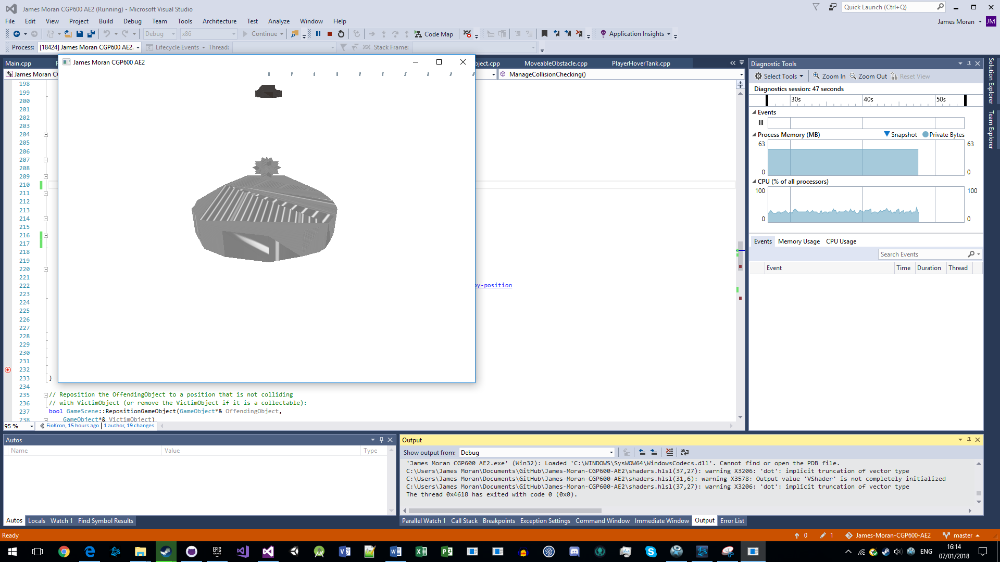 James Moran CGP600 AE2 (Running) - Microsoft Visual Studio
Quick Launch (Ctrl+Q)
File Edit View Project Build Debug Team Tools Architecture Test Analyze Window Help
James Moran JM
Debug x86 Continue Code Map Application Insights
Process: [18424] James Moran CGP600 AE2. Lifecycle Events Thread: Stack Frame:
James Moran CGP600 AE2
Main.cpp
ject.cpp MoveableObstacle.cpp PlayerHoverTank.cpp
James Moran C
ManageCollisionChecking()
198
199
200
201
202
203
204
205
206
207
208
209
210
211
212
213
214
215
216
217
218
219
220
221
222
y-position
223
224
225
226
227
228
229
230
231
232
233 }
234
235 // Reposition the OffendingObject to a position that is not colliding
236 // with VictimObject (or remove the VictimObject if it is a collectable):
237 bool GameScene::RepositionGameObject(GameObject*& OffendingObject,
238 GameObject*& VictimObject)
95 % FioKron, 15 hours ago | 1 author, 19 changes
Diagnostic Tools
Select Tools Zoom In Zoom Out Reset View
Diagnostics session: 47 seconds
30s 40s 50s
Events
Process Memory (MB) Snapshot Private Bytes
63 63
0 0
CPU (% of all processors)
100 100
0 0
Events Memory Usage CPU Usage
Search Events
Event Time Duration Thread
Solution Explorer
Team Explorer
Autos
Name Value Type
Autos Locals Watch 1 Find Symbol Results
Output
Show output from: Debug
'James Moran CGP600 AE2.exe' (Win32): Loaded 'C:\WINDOWS\SysWOW64\WindowsCodecs.dll'. Cannot find or open the PDB file.
C:\Users\James Moran\Documents\GitHub\James-Moran-CGP600-AE2\shaders.hlsl(37,27): warning X3206: 'dot': implicit truncation of vector type
C:\Users\James Moran\Documents\GitHub\James-Moran-CGP600-AE2\shaders.hlsl(31,6): warning X3578: Output value 'VShader' is not completely initialized
C:\Users\James Moran\Documents\GitHub\James-Moran-CGP600-AE2\shaders.hlsl(37,27): warning X3206: 'dot': implicit truncation of vector type
The thread 0x4618 has exited with code 0 (0x0).
Parallel Watch 1 Call Stack Breakpoints Exception Settings Command Window Immediate Window Output Error List
Ready
0 1 James-Moran-CGP600-AE2 master
EPIC GAMES
ENG
16:14
07/01/2018